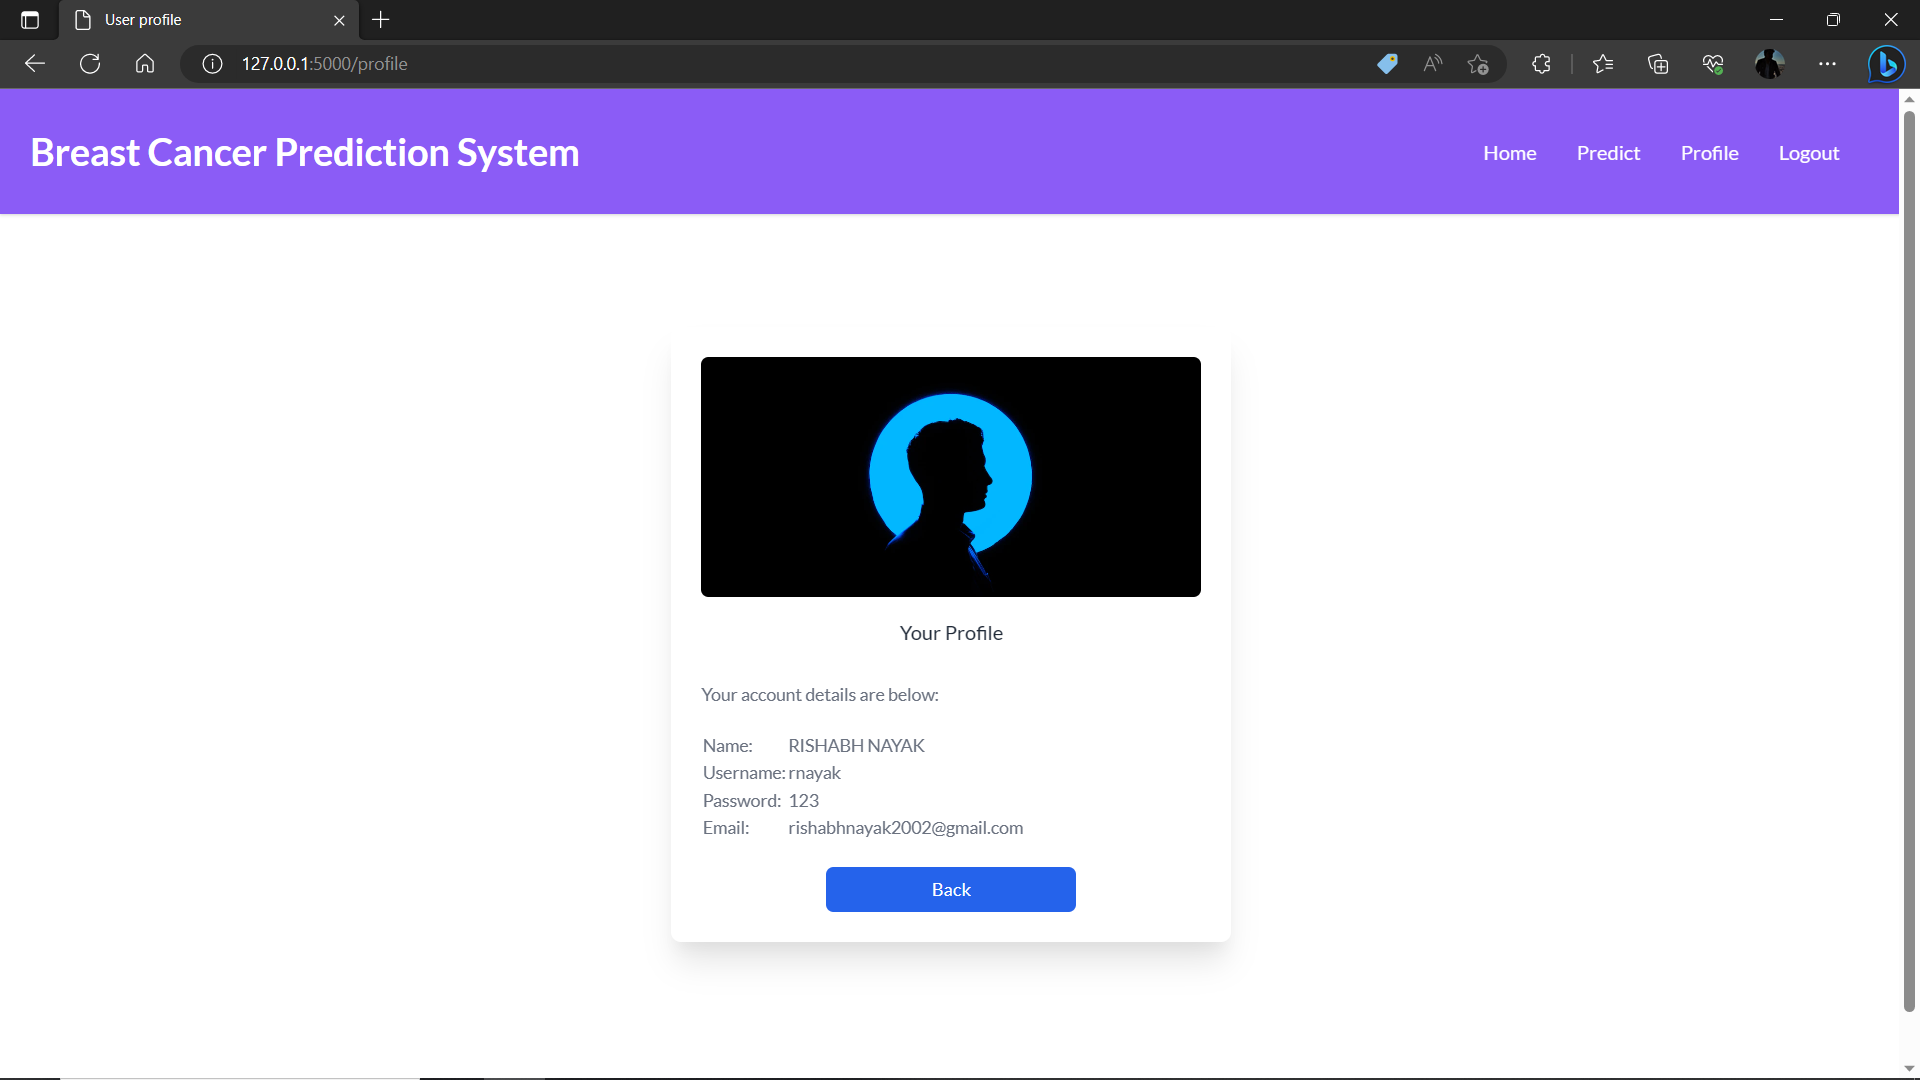 User profile
127.0.0.1:5000/profile
Breast Cancer Prediction System
Home Predict Profile Logout
Your Profile
Your account details are below:
Name: RISHABH NAYAK
Username: rnayak
Password: 123
Email: rishabhnayak2002@gmail.com
Back